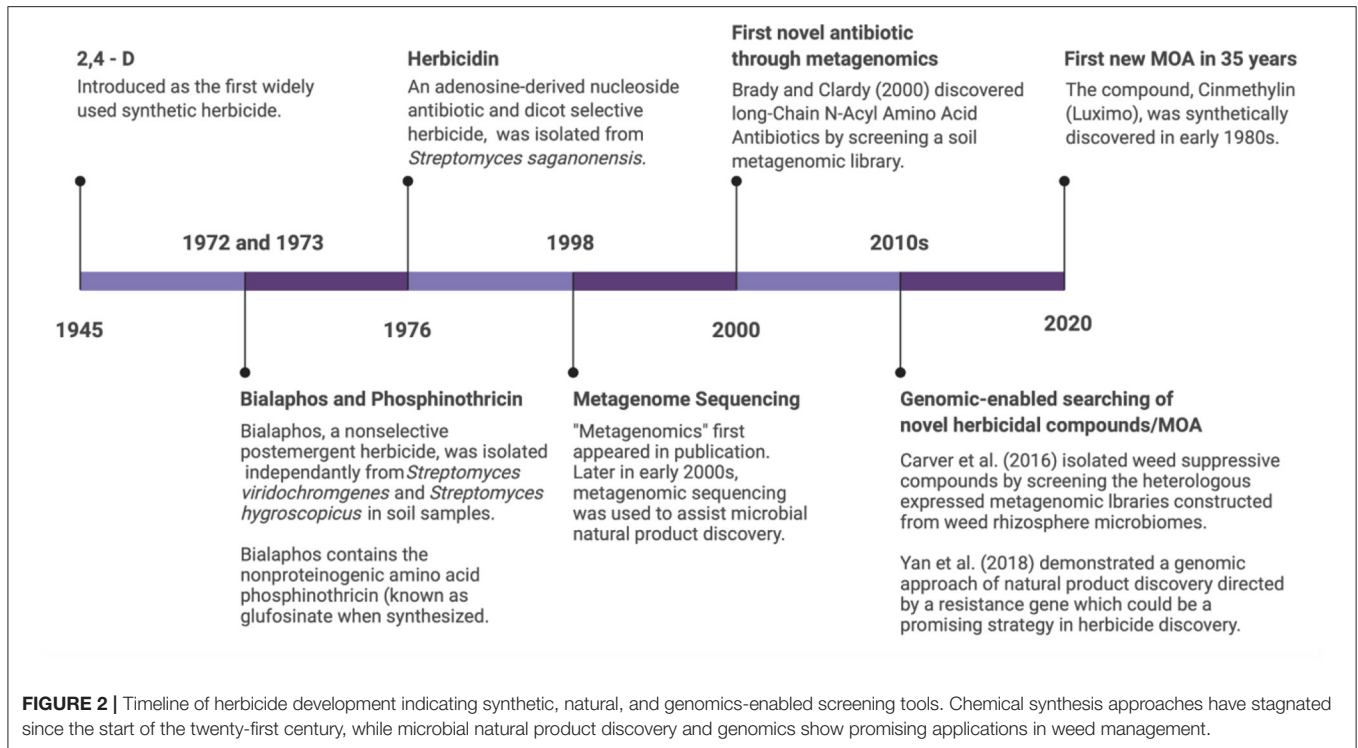 2,4 - D
Introduced as the first widely
used synthetic herbicide.
Herbicidin
An adenosine-derived nucleoside
antibiotic and dicot selective
herbicide, was isolated from
Streptomyces saganonensis.
First novel antibiotic
through metagenomics
Brady and Clardy (2000) discovered
long-Chain N-Acyl Amino Acid
Antibiotics by screening a soil
metagenomic library.
First new MOA in 35 years
The compound, Cinmethylin
(Luximo), was synthetically
discovered in early 1980s.
1972 and 1973
1998
2010s
1945
1976
2000
2020
Bialaphos and Phosphinothricin
Bialaphos, a nonselective
postemergent herbicide, was isolated
independantly from Streptomyces
viridochromgenes and Streptomyces
hygroscopicus in soil samples.
Bialaphos contains the
nonproteinogenic amino acid
phosphinothricin (known as
glufosinate when synthesized.
Metagenome Sequencing
"Metagenomics" first
appeared in publication.
Later in early 2000s,
metagenomic sequencing
was used to assist microbial
natural product discovery.
Genomic-enabled searching of
novel herbicidal compounds/MOA
Carver et al. (2016) isolated weed suppressive
compounds by screening the heterologous
expressed metagenomic lbraries constructed
from weed rhizosphere microbiomes.
Yan et al. (2018) demonstrated a genomic
approach of natural product discovery directed
by a resistance gene which could be a
promising strategy in herbicide discovery.
FIGURE 2 | Timeline of herbicide development indicating synthetic, natural, and genomics-enabled screening tools. Chemical synthesis approaches have stagnated
since the start of the twenty-first century, while microbial natural product discovery and genomics show promising applications in weed management.